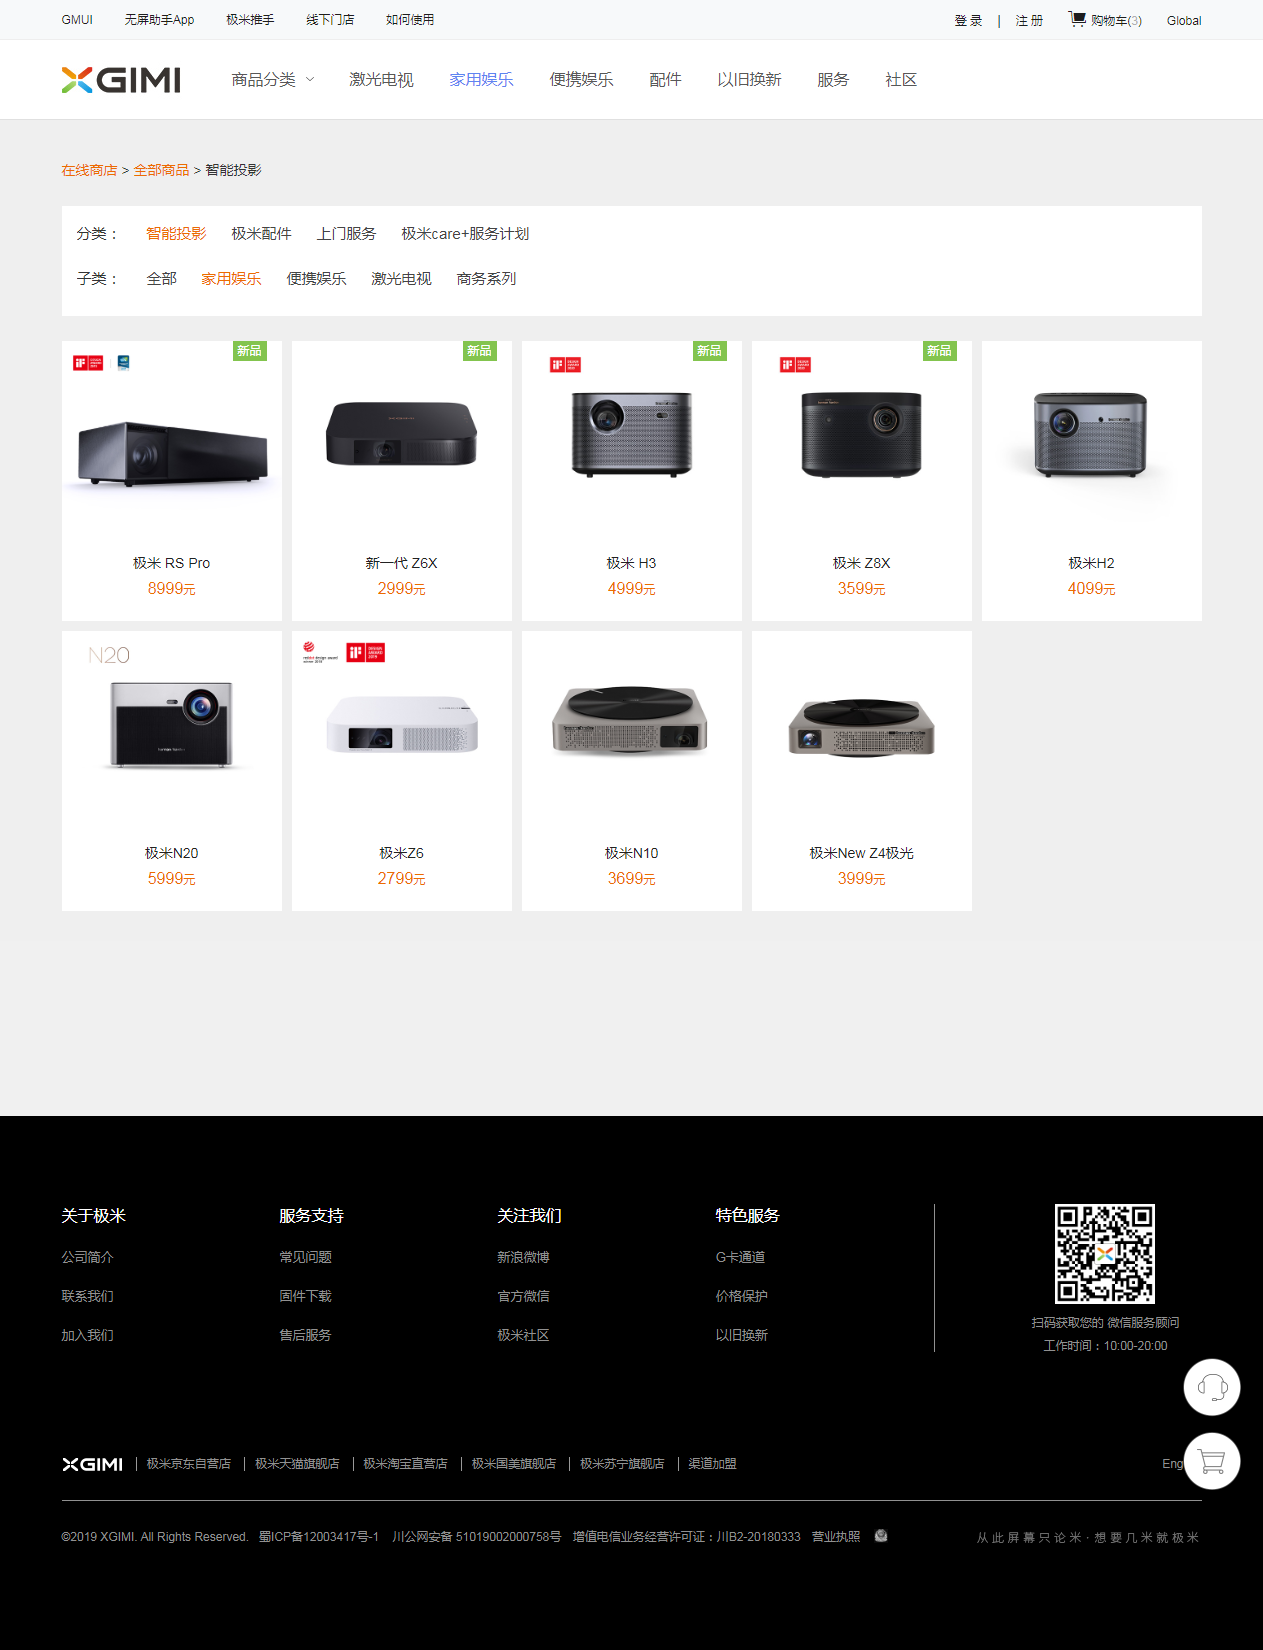 GMUI 无屏助手App 极米推手 线下门店 如何使用 登 录 | 注 册 购物车(3) Global
XGIMI 商品分类 激光电视 家用娱乐 便携娱乐 配件 以旧换新 服务 社区
在线商店 > 全部商品 > 智能投影
分类： 智能投影 极米配件 上门服务 极米care+服务计划
子类： 全部 家用娱乐 便携娱乐 激光电视 商务系列
新品 新品 新品 新品
极米 RS Pro 新一代 Z6X 极米 H3 极米 Z8X 极米H2
8999元 2999元 4999元 3599元 4099元
N20
极米N20 极米Z6 极米N10 极米New Z4极光
5999元 2799元 3699元 3999元
关于极米 服务支持 关注我们 特色服务
公司简介 常见问题 新浪微博 G卡通道
联系我们 固件下载 官方微信 价格保护
加入我们 售后服务 极米社区 以旧换新
扫码获取您的 微信服务顾问
工作时间：10:00-20:00
XGIMI 极米京东自营店 极米天猫旗舰店 极米淘宝直营店 极米国美旗舰店 极米苏宁旗舰店 渠道加盟 Eng
©2019 XGIMI. All Rights Reserved. 蜀ICP备12003417号-1 川公网安备 51019002000758号 增值电信业务经营许可证：川B2-20180333 营业执照 从此屏幕只论米·想要几米就极米